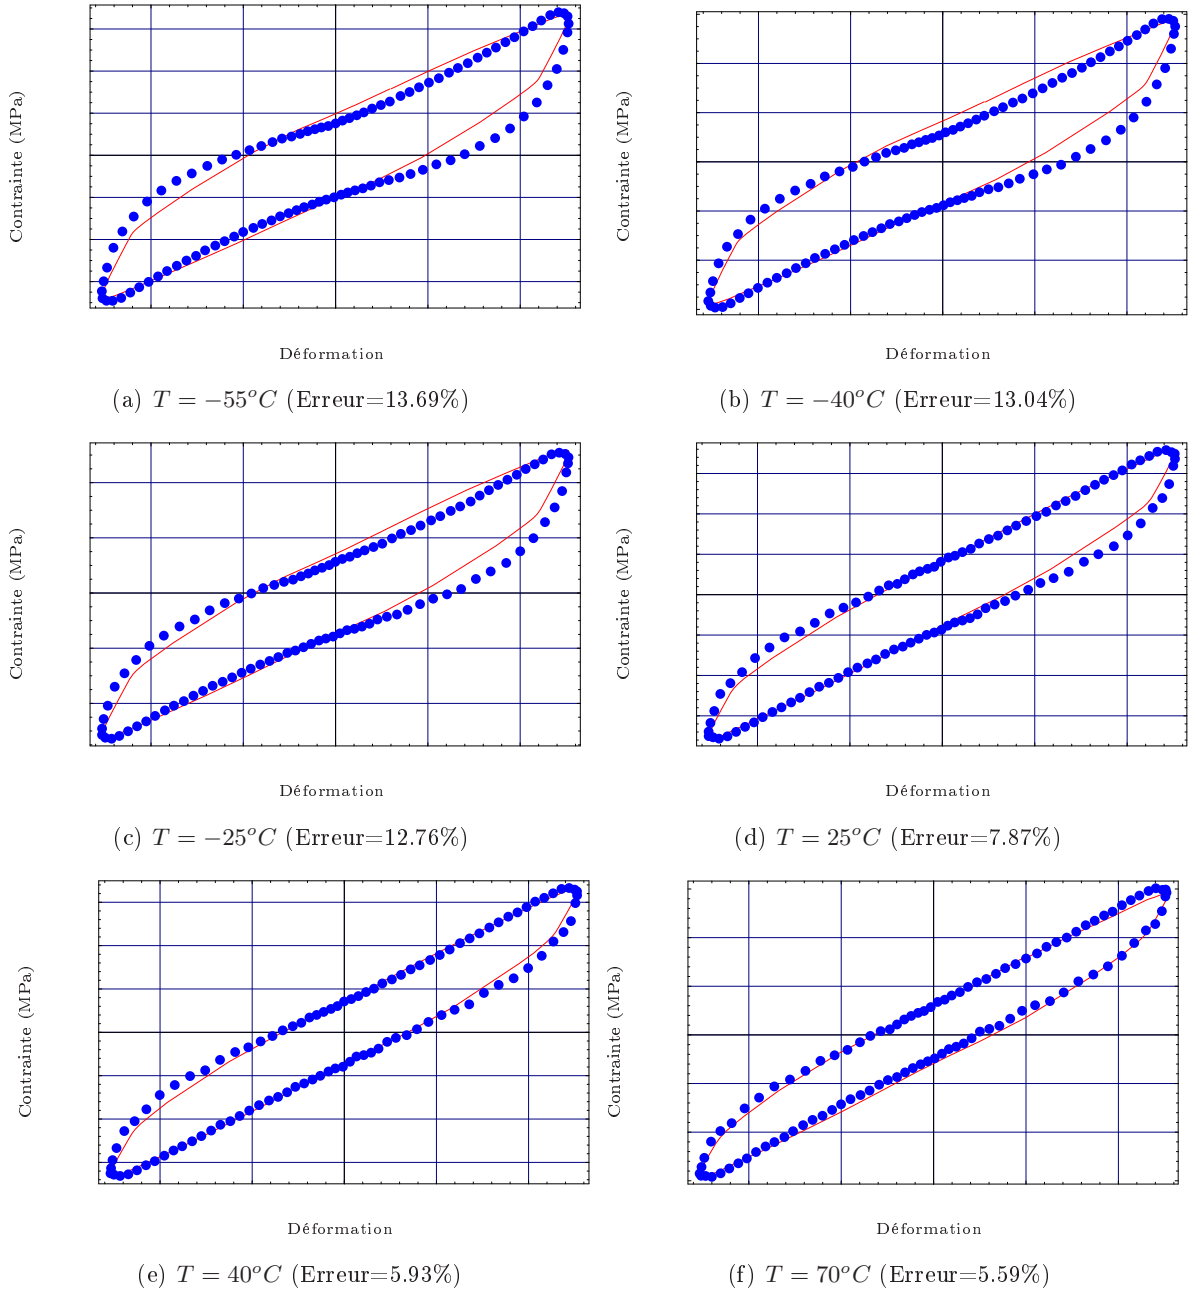 Contrainte (MPa)
Déformation
(a) T = −55°C (Erreur=13.69%)
Contrainte (MPa)
Déformation
(b) T = −40°C (Erreur=13.04%)
Contrainte (MPa)
Déformation
(c) T = −25°C (Erreur=12.76%)
Contrainte (MPa)
Déformation
(d) T = 25°C (Erreur=7.87%)
Contrainte (MPa)
Déformation
(e) T = 40°C (Erreur=5.93%)
Contrainte (MPa)
Déformation
(f) T = 70°C (Erreur=5.59%)